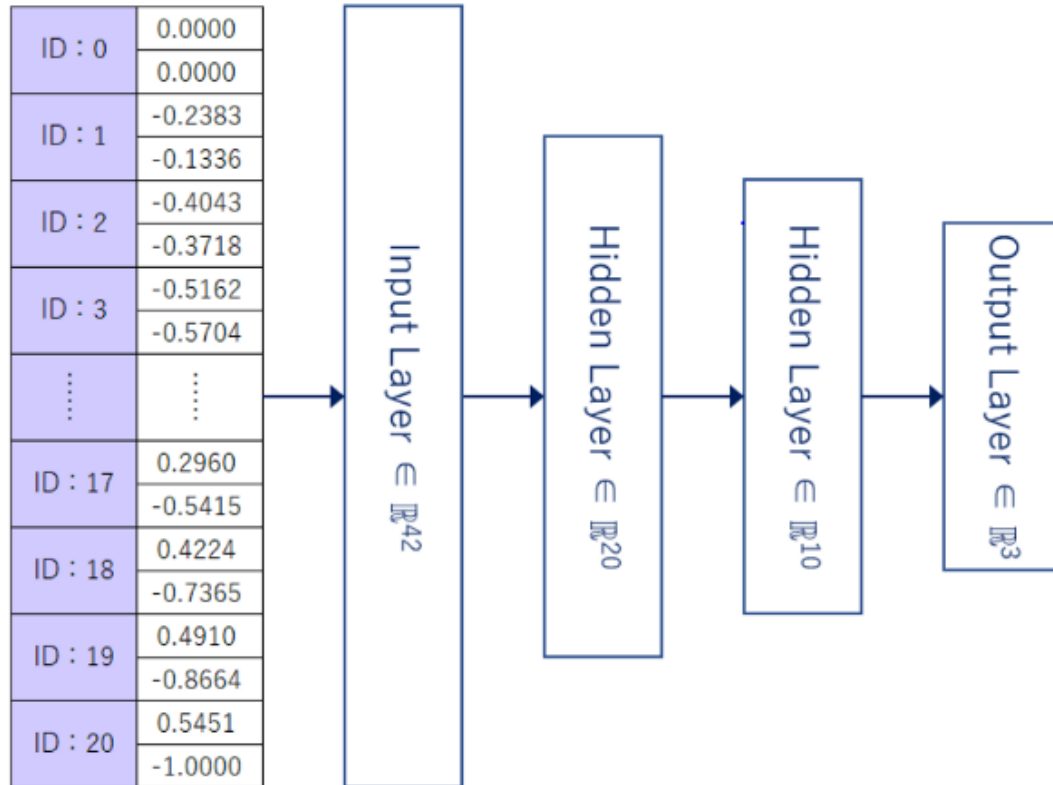 ID：0
0.0000
0.0000
ID：1
-0.2383
-0.1336
ID：2
-0.4043
-0.3718
ID：3
-0.5162
-0.5704
⋮
⋮
ID：17
0.2960
-0.5415
ID：18
0.4224
-0.7365
ID：19
0.4910
-0.8664
ID：20
0.5451
-1.0000
Input Layer ∈ ℝ⁴²
Hidden Layer ∈ ℝ²⁰
Hidden Layer ∈ ℝ¹⁰
Output Layer ∈ ℝ³